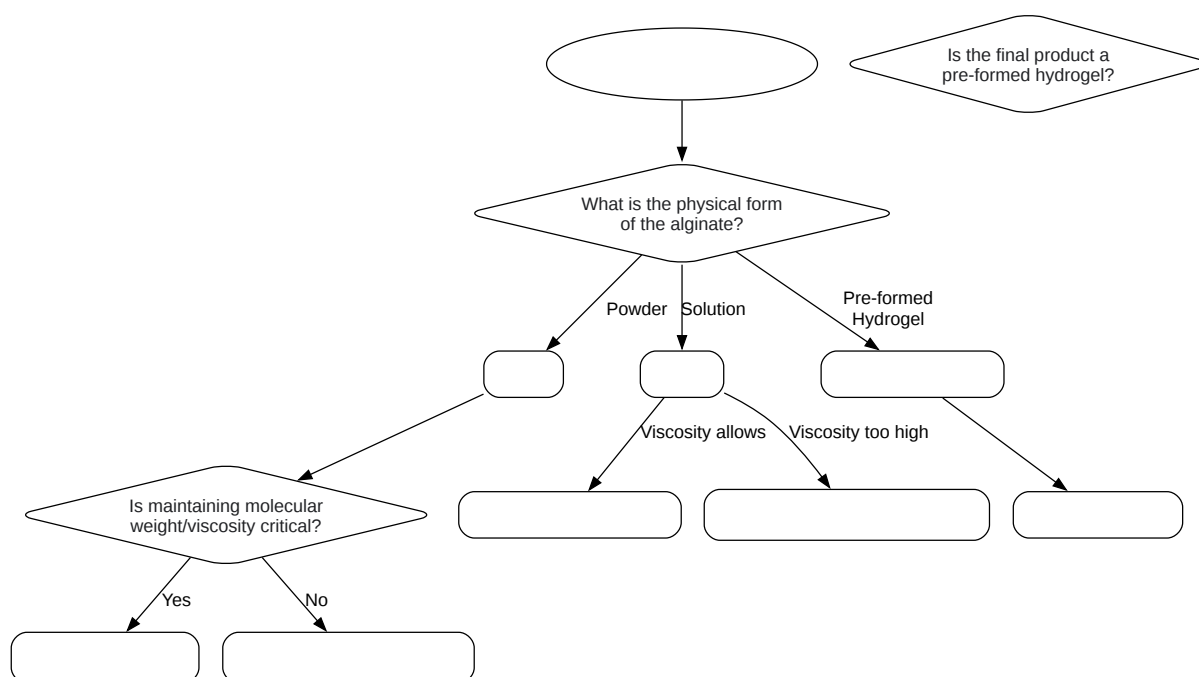 Is the final product a
pre-formed hydrogel?
What is the physical form
of the alginate?
Powder
Solution
Pre-formed
Hydrogel
Viscosity allows
Viscosity too high
Is maintaining molecular
weight/viscosity critical?
Yes
No